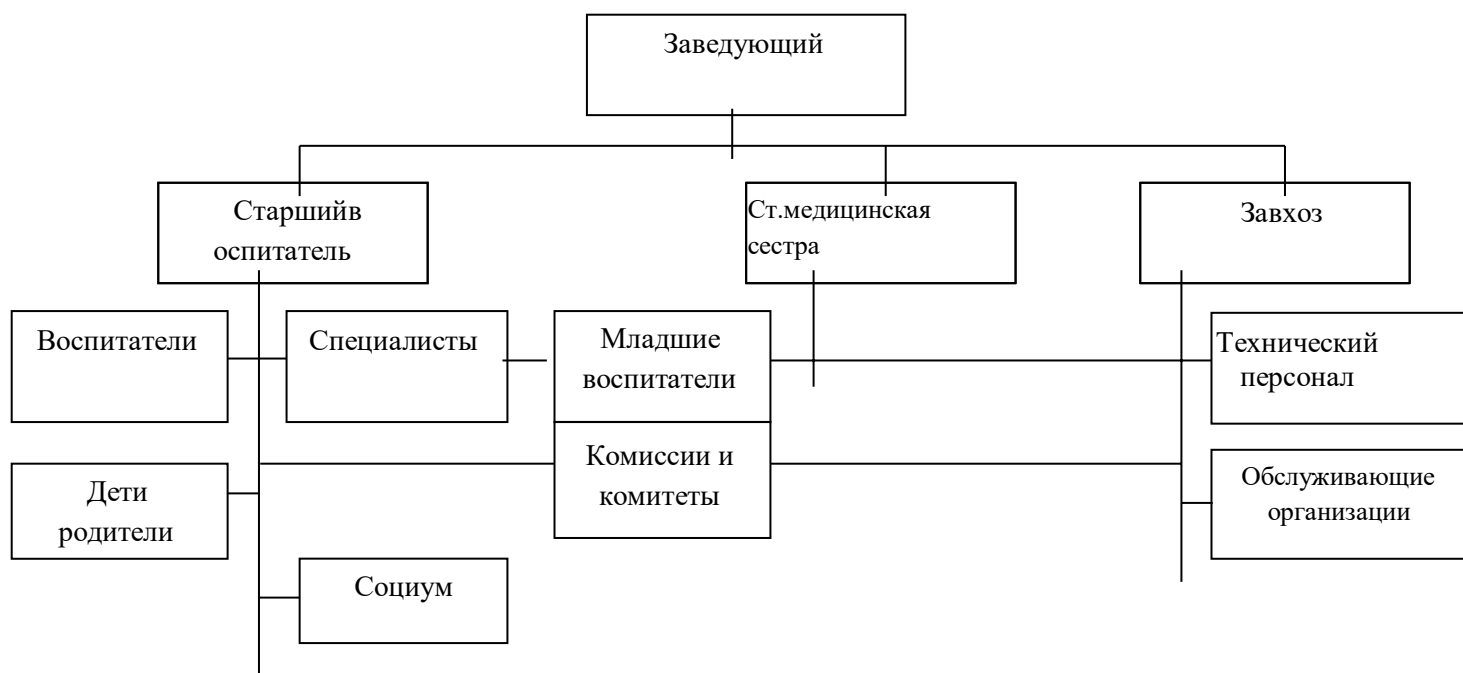 Заведующий
Старшийв
оспитатель
Ст.медицинская
сестра
Завхоз
Воспитатели
Специалисты
Младшие
воспитатели
Технический
персонал
Дети
родители
Комиссии и
комитеты
Обслуживающие
организации
Социум